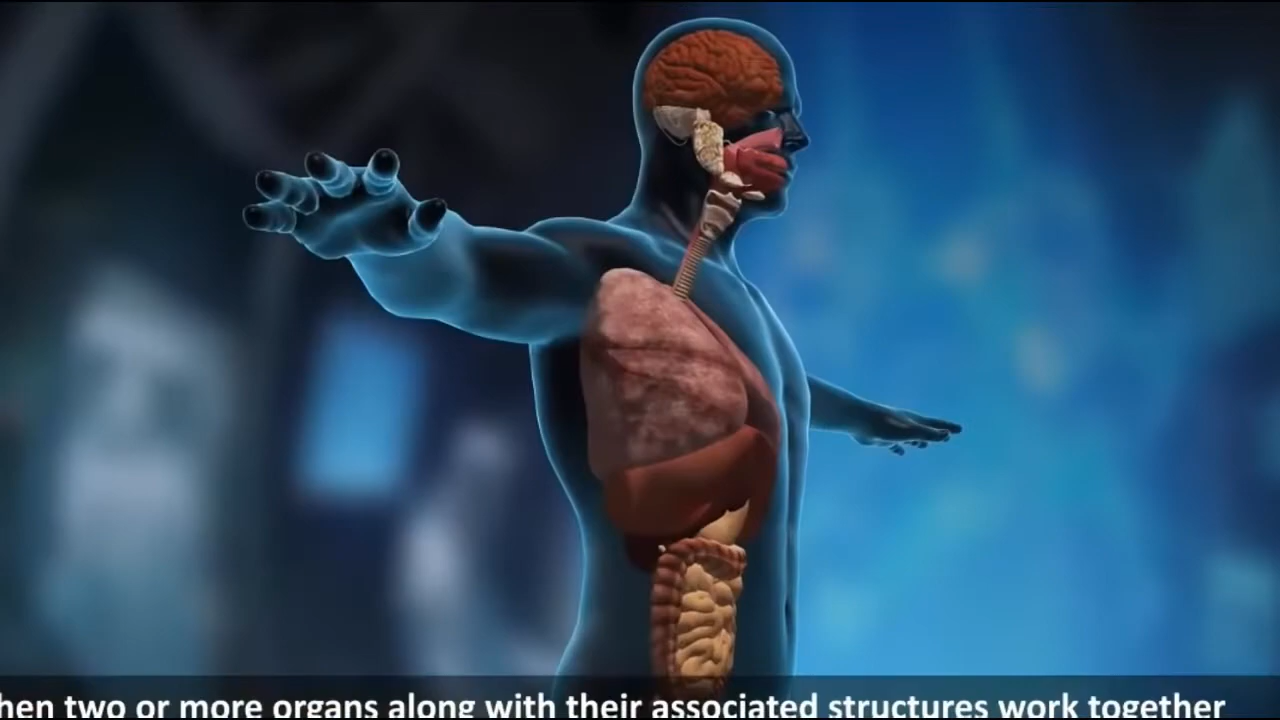 hen two or more organs along with their associated structures work together